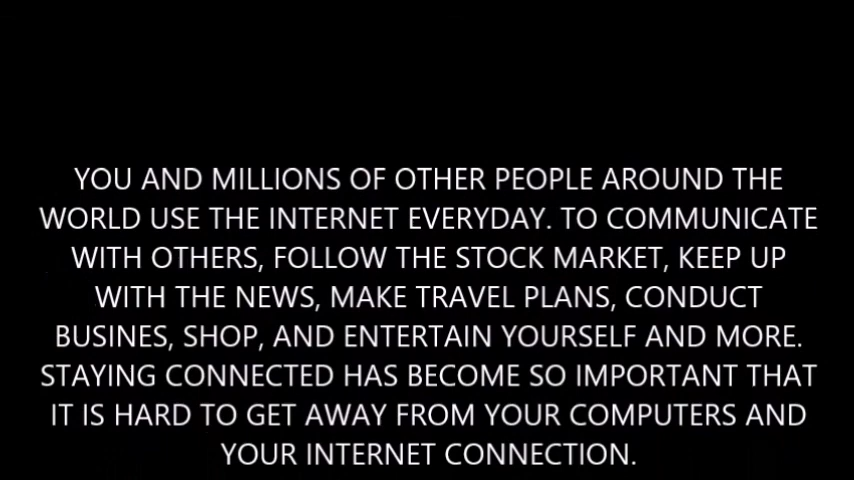 YOU AND MILLIONS OF OTHER PEOPLE AROUND THE
WORLD USE THE INTERNET EVERYDAY. TO COMMUNICATE
WITH OTHERS, FOLLOW THE STOCK MARKET, KEEP UP
WITH THE NEWS, MAKE TRAVEL PLANS, CONDUCT
BUSINES, SHOP, AND ENTERTAIN YOURSELF AND MORE.
STAYING CONNECTED HAS BECOME SO IMPORTANT THAT
IT IS HARD TO GET AWAY FROM YOUR COMPUTERS AND
YOUR INTERNET CONNECTION.